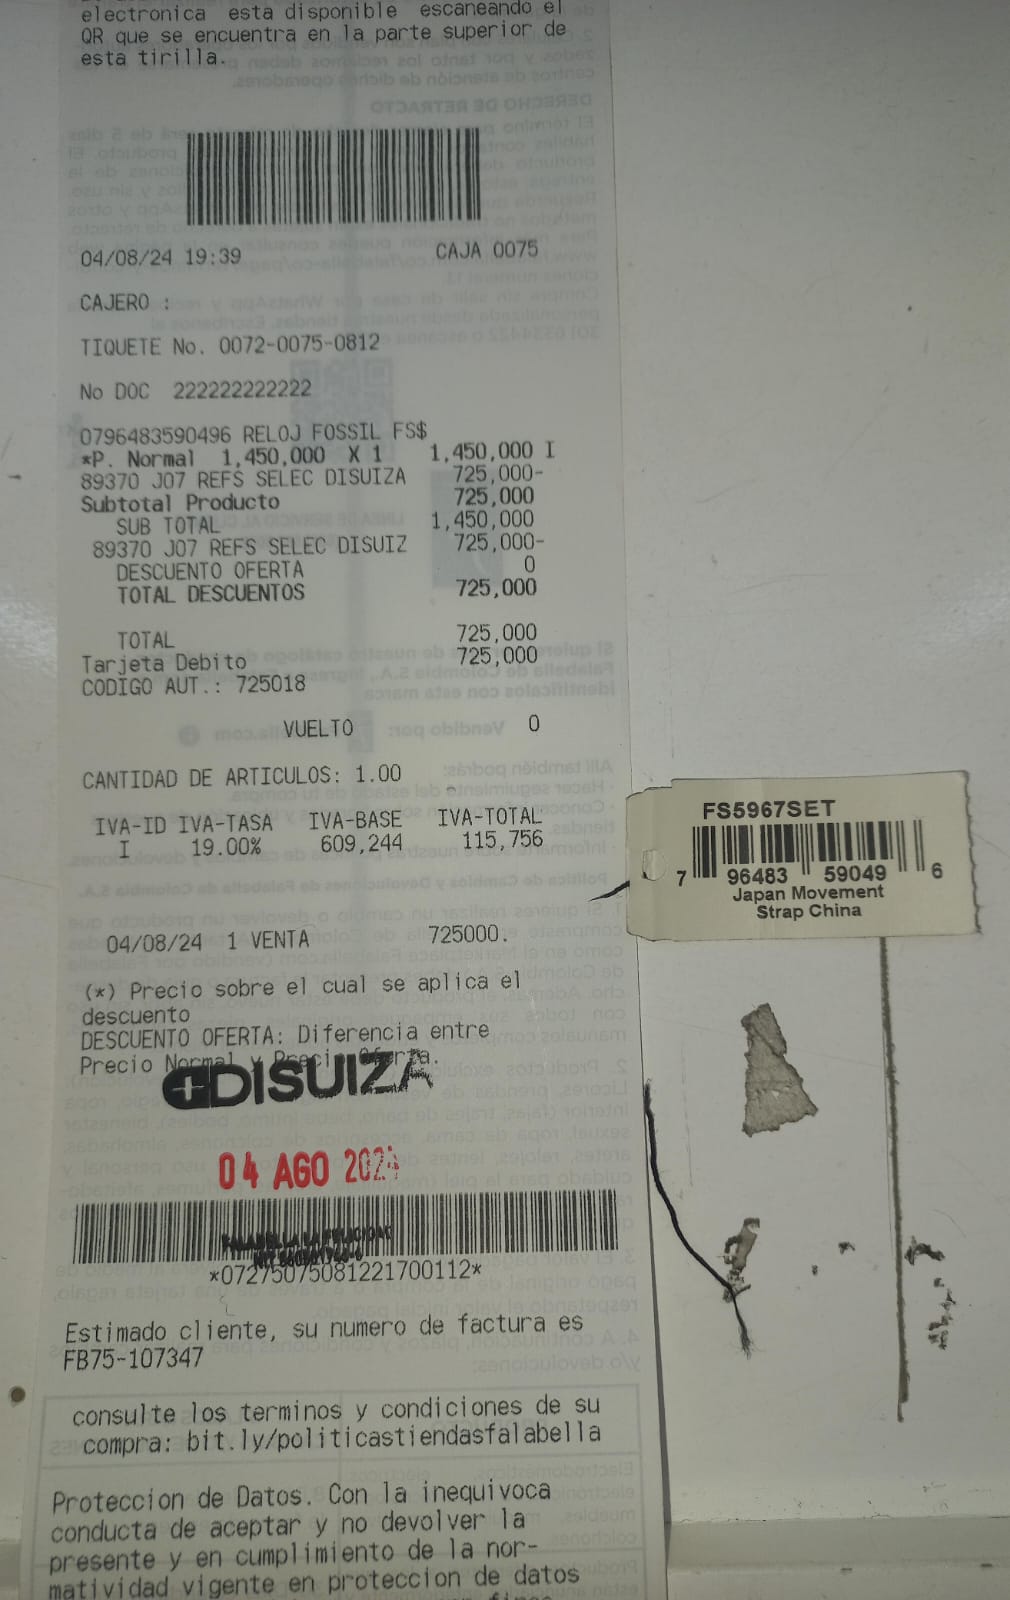 electronica esta disponible escaneando el
QR que se encuentra en la parte superior de
esta tirilla.
04/08/24 19:39 CAJA 0075
CAJERO :
TIQUETE No. 0072-0075-0812
No DOC 222222222222
0796483590496 RELOJ FOSSIL FS$
*P. Normal 1,450,000 X 1 1,450,000 I
89370 J07 REFS SELEC DISUIZA 725,000-
Subtotal Producto 725,000
SUB TOTAL 1,450,000
89370 J07 REFS SELEC DISUIZ 725,000-
DESCUENTO OFERTA 0
TOTAL DESCUENTOS 725,000
TOTAL 725,000
Tarjeta Debito 725,000
CODIGO AUT.: 725018
VUELTO 0
CANTIDAD DE ARTICULOS: 1.00
IVA-ID IVA-TASA IVA-BASE IVA-TOTAL
I 19.00% 609,244 115,756
04/08/24 1 VENTA 725000.
(*) Precio sobre el cual se aplica el
descuento
DESCUENTO OFERTA: Diferencia entre
Precio Normal y Precio Oferta.
DISUIZA
04 AGO 2024
FALABELLA LA FELICIDAD
*07275075081221700112*
Estimado cliente, su numero de factura es
FB75-107347
consulte los terminos y condiciones de su
compra: bit.ly/politicastiendasfalabella
Proteccion de Datos. Con la inequivoca
conducta de aceptar y no devolver la
presente y en cumplimiento de la nor-
matividad vigente en proteccion de datos
FS5967SET
7 96483 59049 6
Japan Movement
Strap China